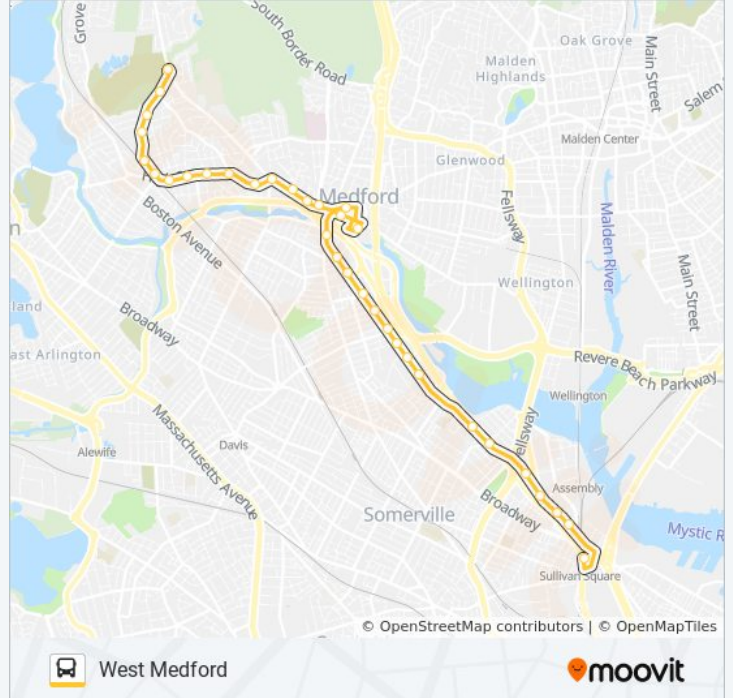 Grove
South Border Road
Oak Grove
Main Street
Malden
Highlands
Salem
Malden Center
Glenwood
Medford
Fellsway
Boston Avenue
Malden River
Main Street
Wellington
Broadway
ast Arlington
Revere Beach Parkway
Wellington
Massachusetts Avenue
ellsway
Davis
Alewife
Assembly
Broadway
Somerville
Mystic R
Sullivan Square
© OpenStreetMap contributors | © OpenMapTiles
West Medford
moovit